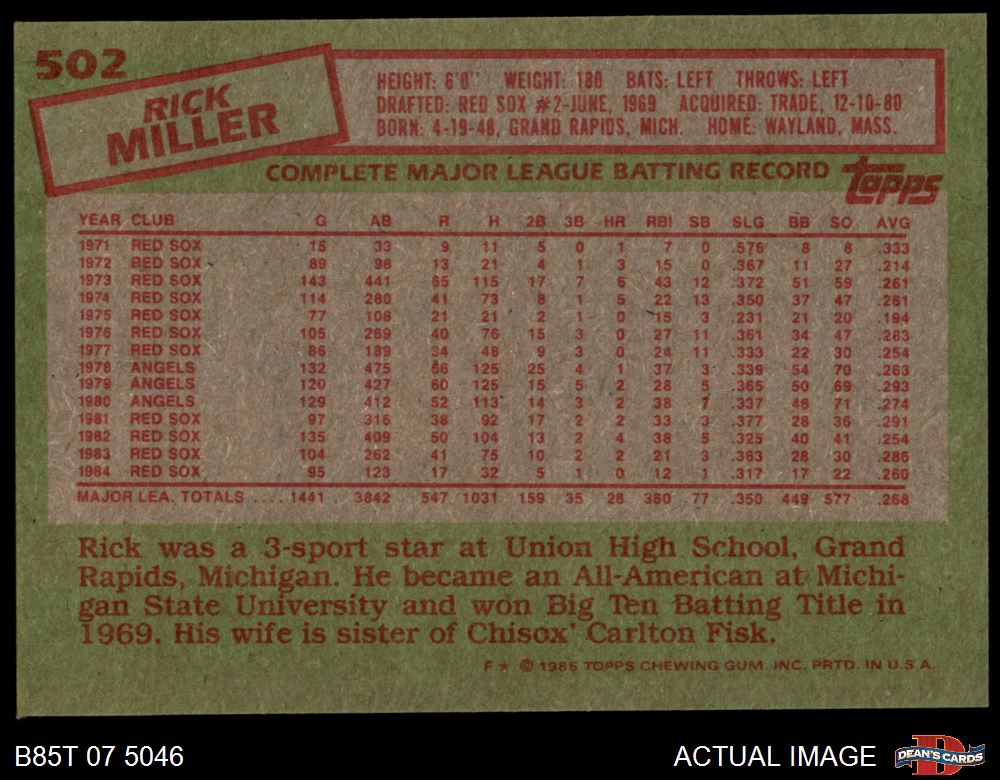 502
RICK
MILLER
HEIGHT: 6'0" WEIGHT: 180 BATS: LEFT THROWS: LEFT
DRAFTED: RED SOX #2-JUNE, 1969 ACQUIRED: TRADE, 12-10-80
BORN: 4-19-48, GRAND RAPIDS, MICH. HOME: WAYLAND, MASS.
COMPLETE MAJOR LEAGUE BATTING RECORD topps
YEAR CLUB G AB R H 2B 3B HR RBI SB SLG BB SO AVG
1971 RED SOX 15 33 9 11 5 0 1 7 0 .576 8 8 .333
1972 RED SOX 89 98 13 21 4 1 3 15 0 .367 11 27 .214
1973 RED SOX 143 441 65 115 17 7 6 43 12 .372 51 59 .261
1974 RED SOX 114 280 41 73 8 1 5 22 13 .350 37 47 .261
1975 RED SOX 77 108 21 21 2 1 0 15 3 .231 21 20 .194
1976 RED SOX 105 269 40 76 15 3 0 27 11 .361 34 47 .283
1977 RED SOX 86 189 34 48 9 3 0 24 11 .333 22 30 .254
1978 ANGELS 132 475 66 125 25 4 1 37 3 .339 54 70 .263
1979 ANGELS 120 427 60 125 15 5 2 28 5 .365 50 69 .293
1980 ANGELS 129 412 52 113 14 3 2 38 7 .337 48 71 .274
1981 RED SOX 97 316 38 92 17 2 2 33 3 .377 28 36 .291
1982 RED SOX 135 409 50 104 13 2 4 38 5 .325 40 41 .254
1983 RED SOX 104 262 41 75 10 2 2 21 3 .363 28 30 .286
1984 RED SOX 95 123 17 32 5 1 0 12 1 .317 17 22 .260
MAJOR LEA. TOTALS .... 1441 3842 547 1031 159 35 28 360 77 .350 449 577 .268
Rick was a 3-sport star at Union High School, Grand
Rapids, Michigan. He became an All-American at Michi-
gan State University and won Big Ten Batting Title in
1969. His wife is sister of Chisox' Carlton Fisk.
F★ © 1985 TOPPS CHEWING GUM, INC. PRTD. IN U.S.A.
B85T 07 5046 ACTUAL IMAGE DEAN'S CARDS